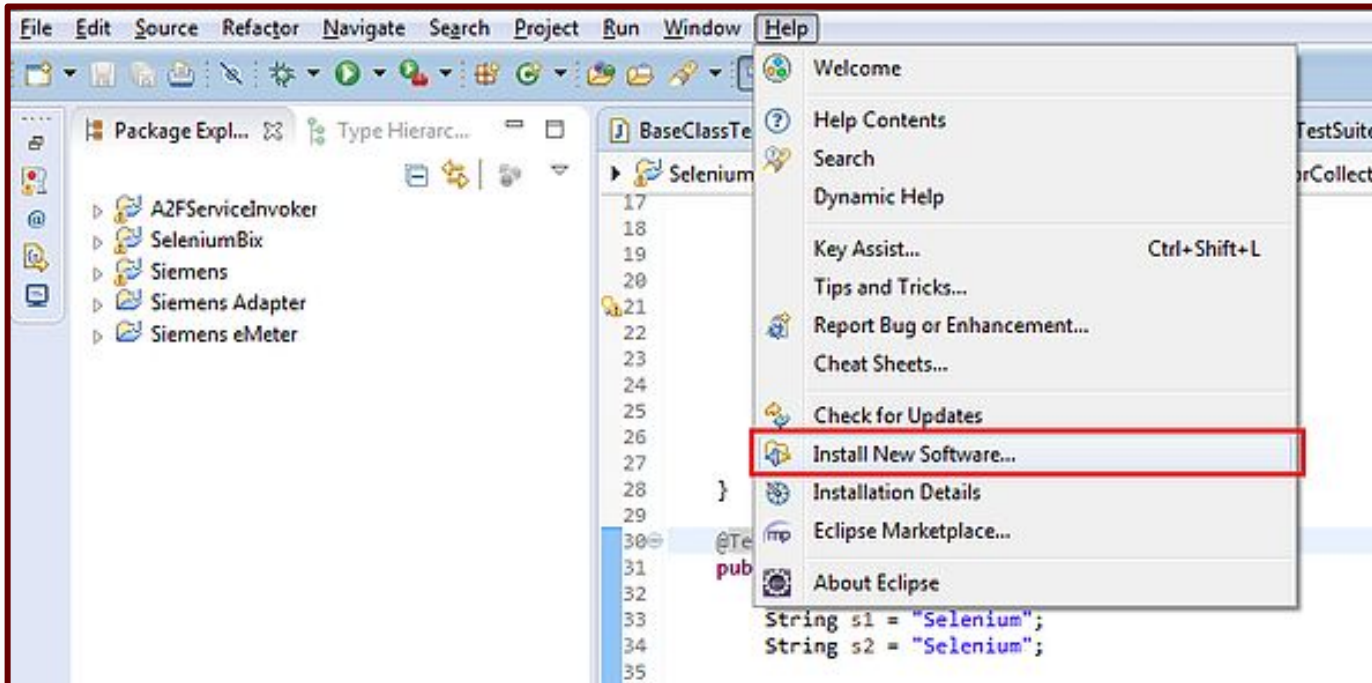 File Edit Source Refactor Navigate Search Project Run Window Help
Package Expl... Type Hierarc...
A2FServiceInvoker
SeleniumBix
Siemens
Siemens Adapter
Siemens eMeter
BaseClassTe
TestSuite
Selenium
orCollect
17
18
19
20
21
22
23
24
25
26
27
28 }
29
30 @Te
31 pub
32
33 String s1 = "Selenium";
34 String s2 = "Selenium";
35
Welcome
Help Contents
Search
Dynamic Help
Key Assist... Ctrl+Shift+L
Tips and Tricks...
Report Bug or Enhancement...
Cheat Sheets...
Check for Updates
Install New Software...
Installation Details
Eclipse Marketplace...
About Eclipse